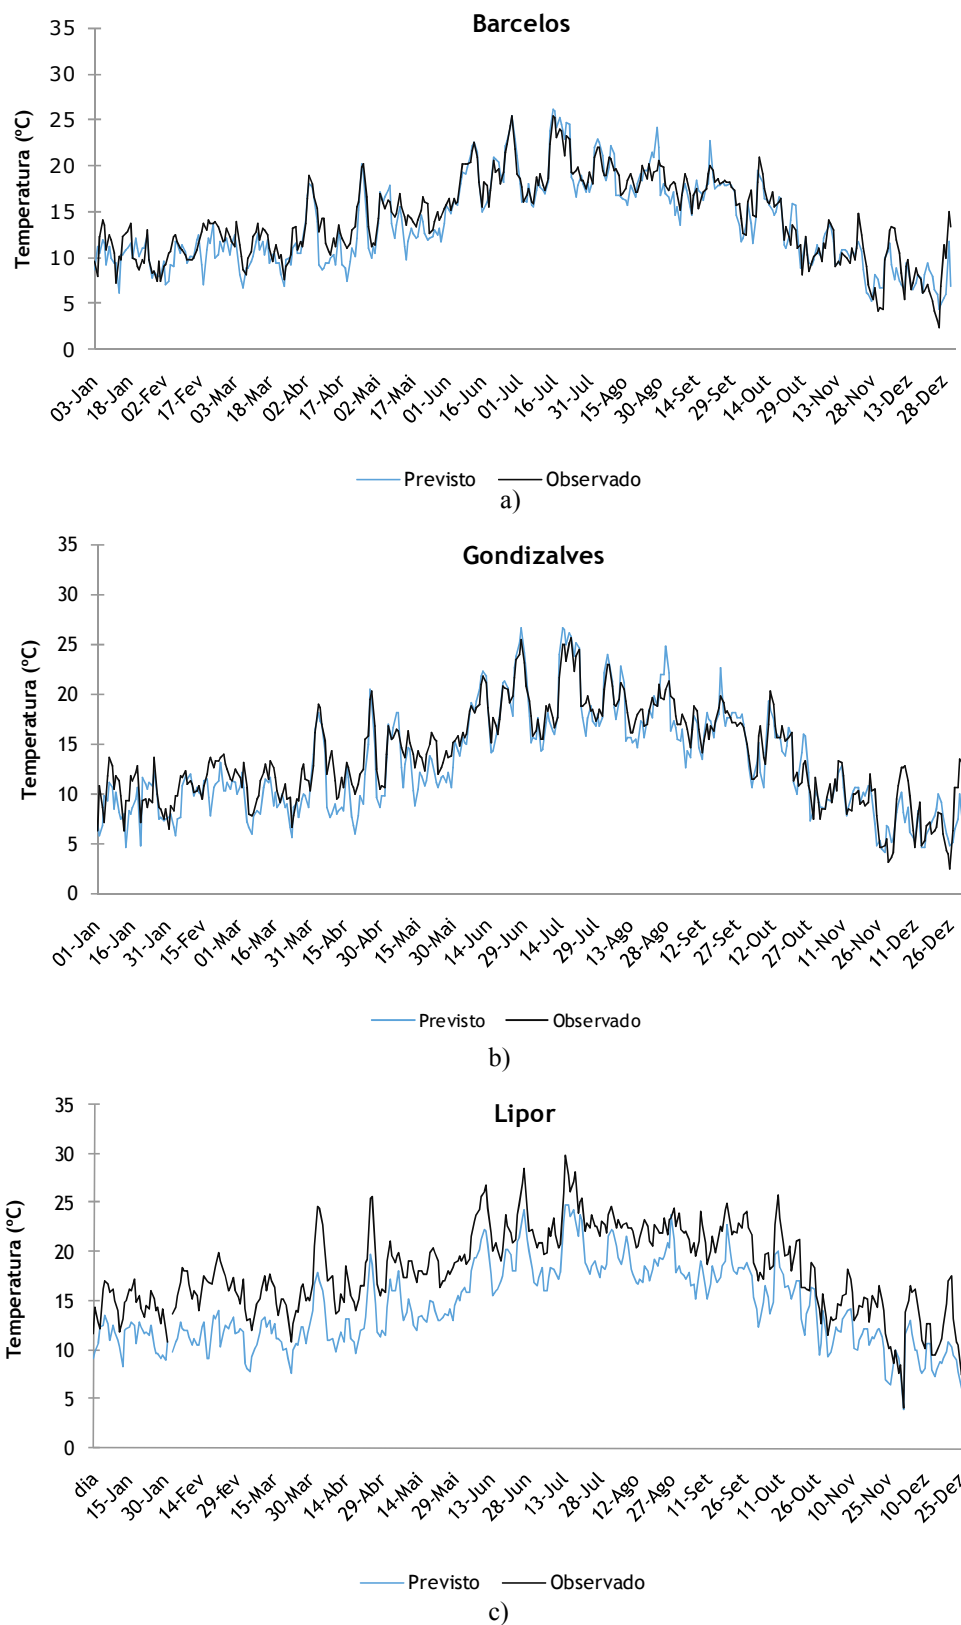 Barcelos
Temperatura (ºC)
35
30
25
20
15
10
5
0
03-Jan 18-Jan 02-Fev 17-Fev 03-Mar 18-Mar 02-Abr 17-Abr 02-Mai 17-Mai 01-Jun 16-Jun 01-Jul 16-Jul 31-Jul 15-Ago 30-Ago 14-Set 29-Set 14-Out 29-Out 13-Nov 28-Nov 13-Dez 28-Dez
Previsto Observado
a)
Gondizalves
Temperatura (ºC)
35
30
25
20
15
10
5
0
01-Jan 16-Jan 31-Jan 15-Fev 01-Mar 16-Mar 31-Mar 15-Abr 30-Abr 15-Mai 30-Mai 14-Jun 29-Jun 14-Jul 29-Jul 13-Ago 28-Ago 12-Set 27-Set 12-Out 27-Out 11-Nov 26-Nov 11-Dez 26-Dez
Previsto Observado
b)
Lipor
Temperatura (ºC)
35
30
25
20
15
10
5
0
dia 15-Jan 30-Jan 14-Fev 29-fev 15-Mar 30-Mar 14-Abr 29-Abr 14-Mai 29-Mai 13-Jun 28-Jun 13-Jul 28-Jul 12-Ago 27-Ago 11-Set 26-Set 11-Out 26-Out 10-Nov 25-Nov 10-Dez 25-Dez
Previsto Observado
c)